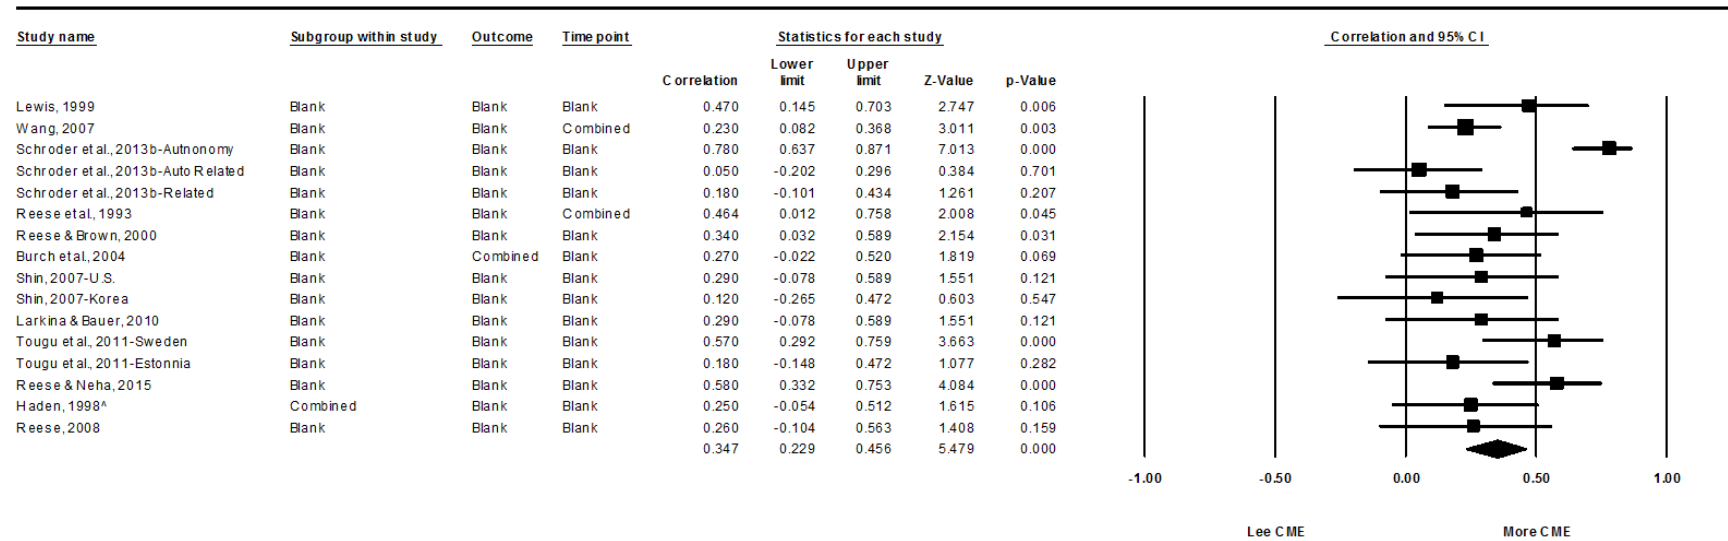 Study name Subgroup within study Outcome Time point Statistics for each study Correlation and 95% CI
Correlation Lower limit Upper limit Z-Value p-Value
Lewis, 1999 Blank Blank Blank 0.470 0.145 0.703 2.747 0.006
Wang, 2007 Blank Blank Combined 0.230 0.082 0.368 3.011 0.003
Schroder et al., 2013b-Autnonomy Blank Blank Blank 0.780 0.637 0.871 7.013 0.000
Schroder et al., 2013b-Auto Related Blank Blank Blank 0.050 -0.202 0.296 0.384 0.701
Schroder et al., 2013b-Related Blank Blank Blank 0.180 -0.101 0.434 1.261 0.207
Reese et al., 1993 Blank Blank Combined 0.464 0.012 0.758 2.008 0.045
Reese & Brown, 2000 Blank Blank Blank 0.340 0.032 0.589 2.154 0.031
Burch et al., 2004 Blank Combined Blank 0.270 -0.022 0.520 1.819 0.069
Shin, 2007-U.S. Blank Blank Blank 0.290 -0.078 0.589 1.551 0.121
Shin, 2007-Korea Blank Blank Blank 0.120 -0.265 0.472 0.603 0.547
Larkina & Bauer, 2010 Blank Blank Blank 0.290 -0.078 0.589 1.551 0.121
Tougu et al., 2011-Sweden Blank Blank Blank 0.570 0.292 0.759 3.663 0.000
Tougu et al., 2011-Estonnia Blank Blank Blank 0.180 -0.148 0.472 1.077 0.282
Reese & Neha, 2015 Blank Blank Blank 0.580 0.332 0.753 4.084 0.000
Haden, 1998^ Combined Blank Blank 0.250 -0.054 0.512 1.615 0.106
Reese, 2008 Blank Blank Blank 0.260 -0.104 0.563 1.408 0.159
0.347 0.229 0.456 5.479 0.000
-1.00 -0.50 0.00 0.50 1.00
Lee CME More CME